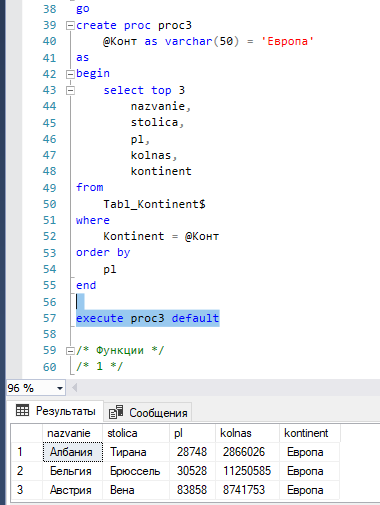 38 go
39 create proc proc3
40 @Конт as varchar(50) = 'Европа'
41 as
42 begin
43 select top 3
44 nazvanie,
45 stolica,
46 pl,
47 kolnas,
48 kontinent
49 from
50 Tabl_Kontinent$
51 where
52 Kontinent = @Конт
53 order by
54 pl
55 end
56
57 execute proc3 default
58
59 /* Функции */
60 /* 1 */
96 %
Результаты Сообщения
nazvanie stolica pl kolnas kontinent
1 Албания Тирана 28748 2866026 Европа
2 Бельгия Брюссель 30528 11250585 Европа
3 Австрия Вена 83858 8741753 Европа